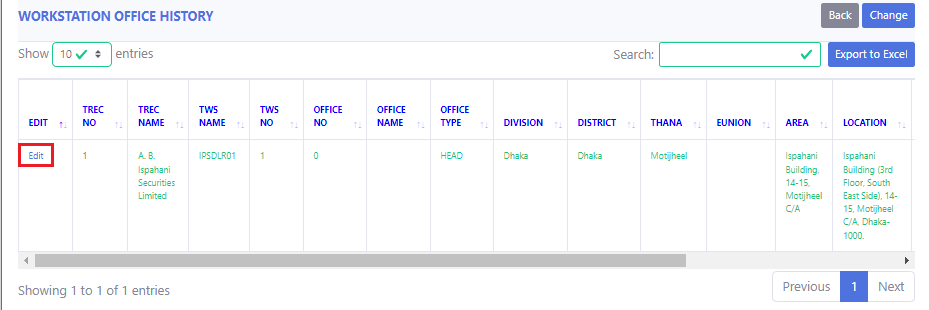 WORKSTATION OFFICE HISTORY
Back
Change
Show 10 entries
Search:
Export to Excel
EDIT
TREC NO
TREC NAME
TWS NAME
TWS NO
OFFICE NO
OFFICE NAME
OFFICE TYPE
DIVISION
DISTRICT
THANA
EUNION
AREA
LOCATION
Edit
1
A. B.
Ispahani
Securities
Limited
IPSDLR01
1
0
HEAD
Dhaka
Dhaka
Motijheel
Ispahani
Building,
14-15,
Motijheel
C/A
Ispahani
Building (3rd
Floor, South
East Side), 14-
15, Motijheel
C/A, Dhaka-
1000.
Showing 1 to 1 of 1 entries
Previous
1
Next